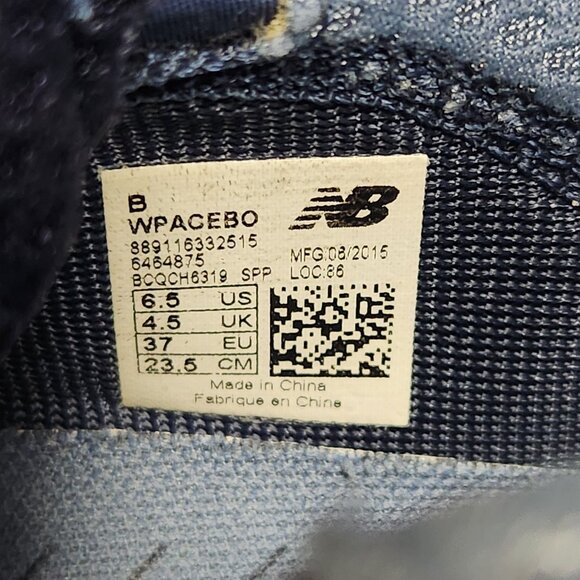 B
WPACEBO
NB
889116332515
6464875
MFG:08/2015
BCQCH6319 SPP
LOC:86
6.5 US
4.5 UK
37 EU
23.5 CM
Made in China
Fabriqué en Chine